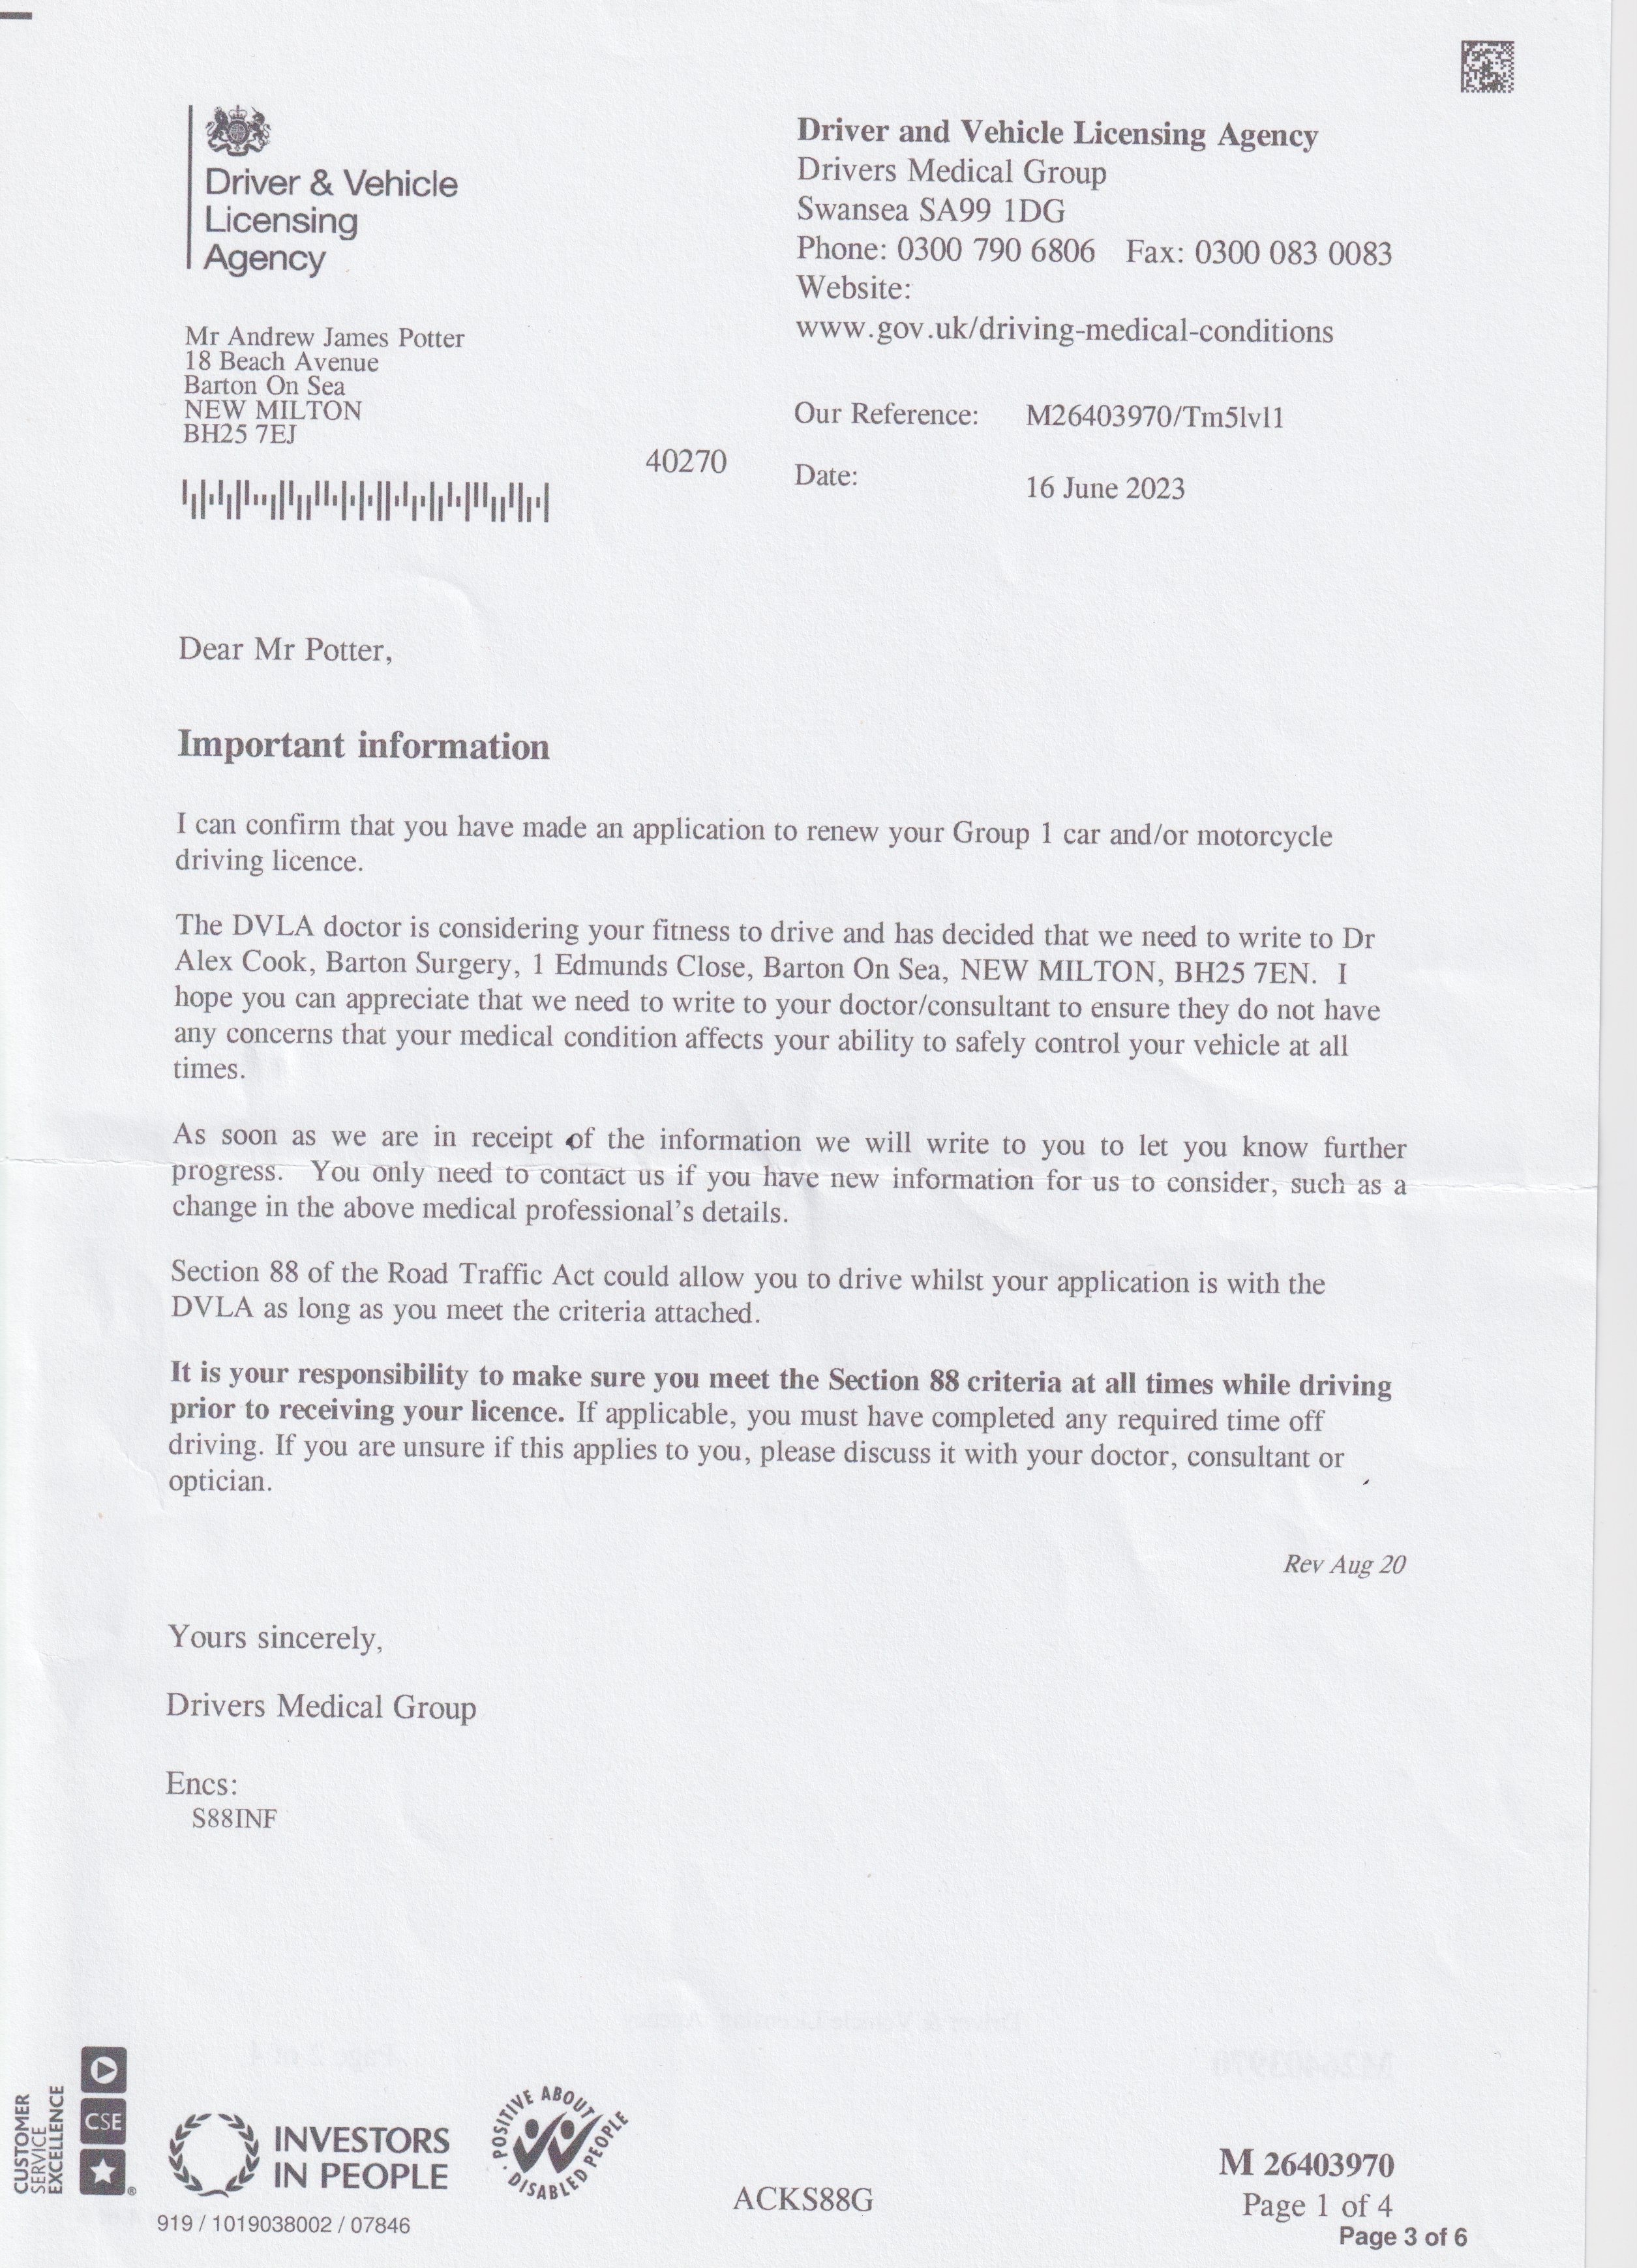 Driver & Vehicle
Licensing
Agency
Driver and Vehicle Licensing Agency
Drivers Medical Group
Swansea SA99 1DG
Phone: 0300 790 6806 Fax: 0300 083 0083
Website:
www.gov.uk/driving-medical-conditions
Mr Andrew James Potter
18 Beach Avenue
Barton On Sea
NEW MILTON
BH25 7EJ
40270
Our Reference: M26403970/Tm5lvl1
Date: 16 June 2023
Dear Mr Potter,
Important information
I can confirm that you have made an application to renew your Group 1 car and/or motorcycle
driving licence.
The DVLA doctor is considering your fitness to drive and has decided that we need to write to Dr
Alex Cook, Barton Surgery, 1 Edmunds Close, Barton On Sea, NEW MILTON, BH25 7EN. I
hope you can appreciate that we need to write to your doctor/consultant to ensure they do not have
any concerns that your medical condition affects your ability to safely control your vehicle at all
times.
As soon as we are in receipt of the information we will write to you to let you know further
progress. You only need to contact us if you have new information for us to consider, such as a
change in the above medical professional's details.
Section 88 of the Road Traffic Act could allow you to drive whilst your application is with the
DVLA as long as you meet the criteria attached.
It is your responsibility to make sure you meet the Section 88 criteria at all times while driving
prior to receiving your licence. If applicable, you must have completed any required time off
driving. If you are unsure if this applies to you, please discuss it with your doctor, consultant or
optician.
Rev Aug 20
Yours sincerely,
Drivers Medical Group
Encs:
S88INF
CUSTOMER
SERVICE
EXCELLENCE
CSE
INVESTORS
IN PEOPLE
POSITIVE ABOUT
DISABLED PEOPLE
919 / 1019038002 / 07846
ACKS88G
M 26403970
Page 1 of 4
Page 3 of 6